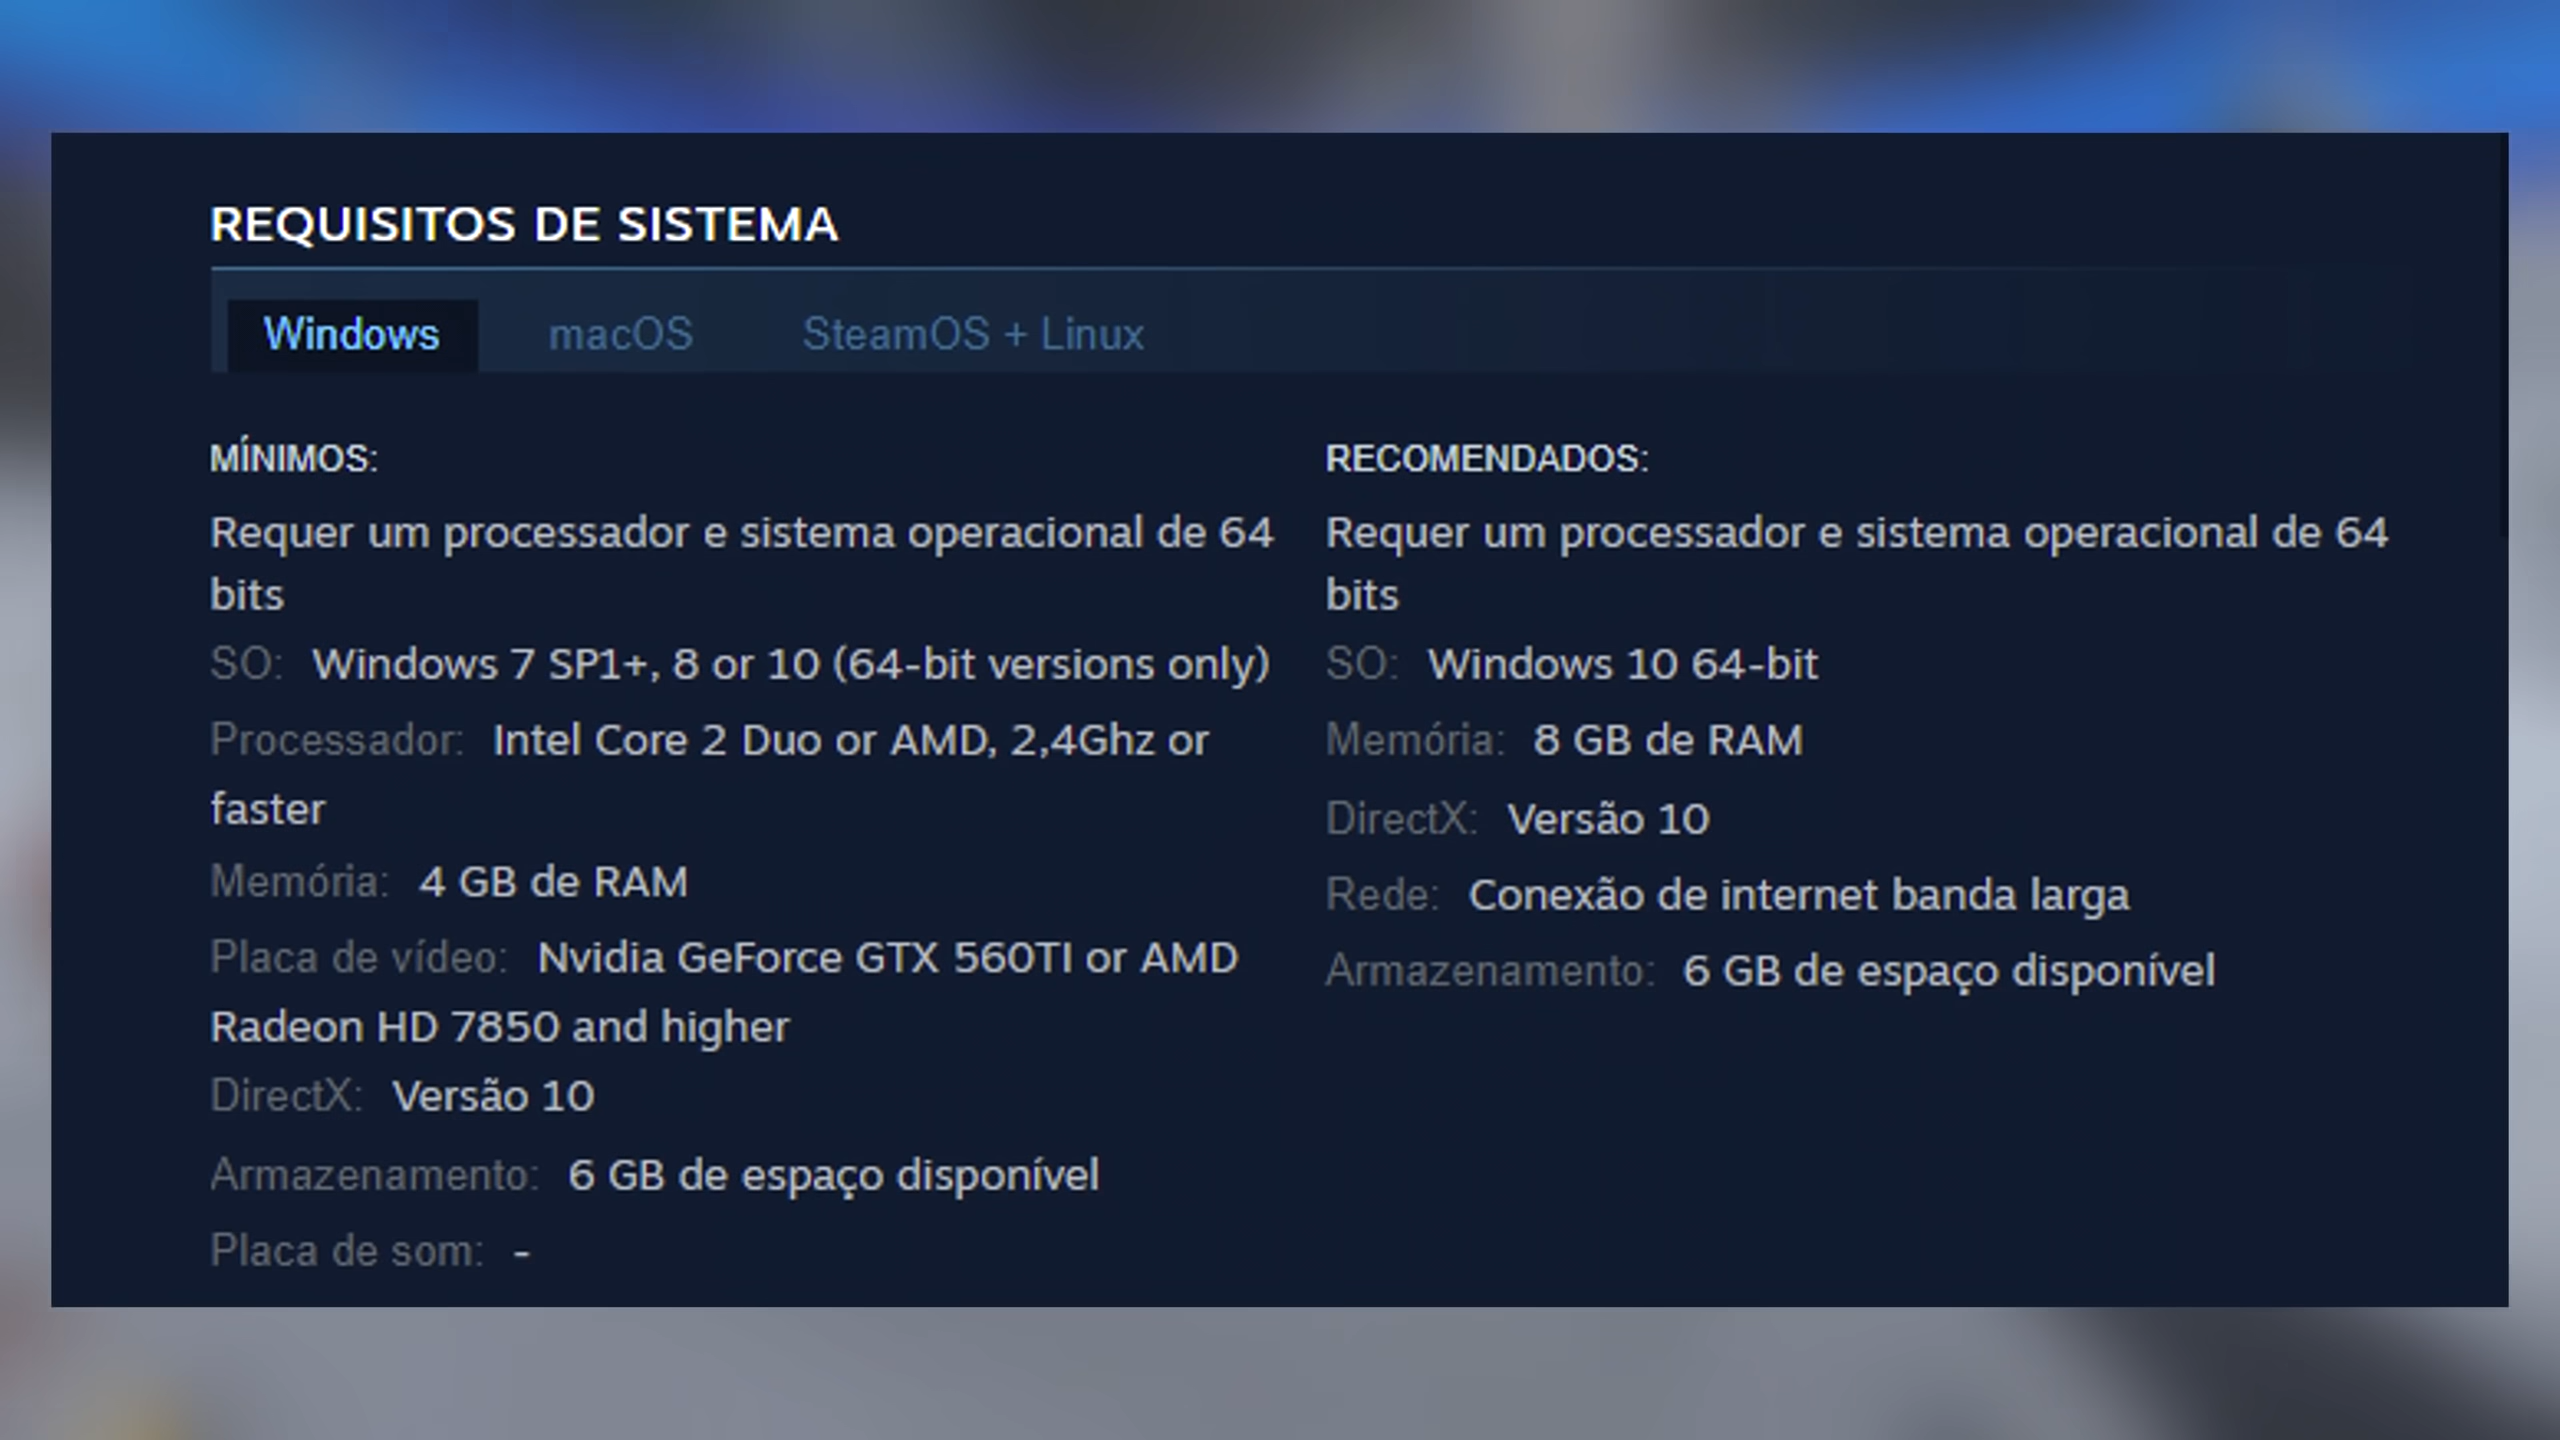 REQUISITOS DE SISTEMA
Windows macOS SteamOS + Linux
MÍNIMOS:
Requer um processador e sistema operacional de 64
bits
SO: Windows 7 SP1+, 8 or 10 (64-bit versions only)
Processador: Intel Core 2 Duo or AMD, 2,4Ghz or
faster
Memória: 4 GB de RAM
Placa de vídeo: Nvidia GeForce GTX 560TI or AMD
Radeon HD 7850 and higher
DirectX: Versão 10
Armazenamento: 6 GB de espaço disponível
Placa de som: -
RECOMENDADOS:
Requer um processador e sistema operacional de 64
bits
SO: Windows 10 64-bit
Memória: 8 GB de RAM
DirectX: Versão 10
Rede: Conexão de internet banda larga
Armazenamento: 6 GB de espaço disponível